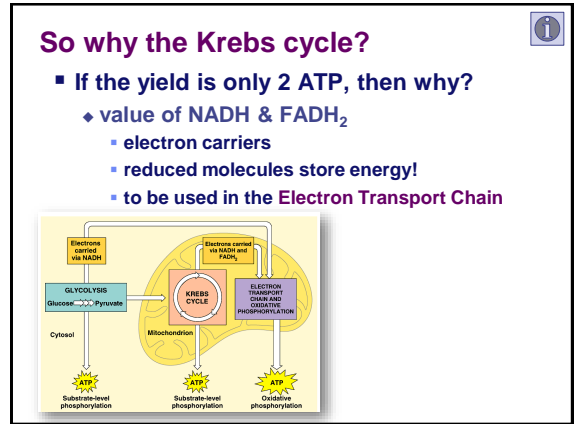 So why the Krebs cycle?
i
▪ If the yield is only 2 ATP, then why?
◆ value of NADH & FADH₂
▪ electron carriers
▪ reduced molecules store energy!
▪ to be used in the Electron Transport Chain
Electrons
carried
via NADH
Electrons carried
via NADH and
FADH₂
GLYCOLYSIS
Glucose Pyruvate
KREBS
CYCLE
ELECTRON
TRANSPORT
CHAIN AND
OXIDATIVE
PHOSPHORYLATION
Cytosol
Mitochondrion
ATP
ATP
ATP
Substrate-level
phosphorylation
Substrate-level
phosphorylation
Oxidative
phosphorylation